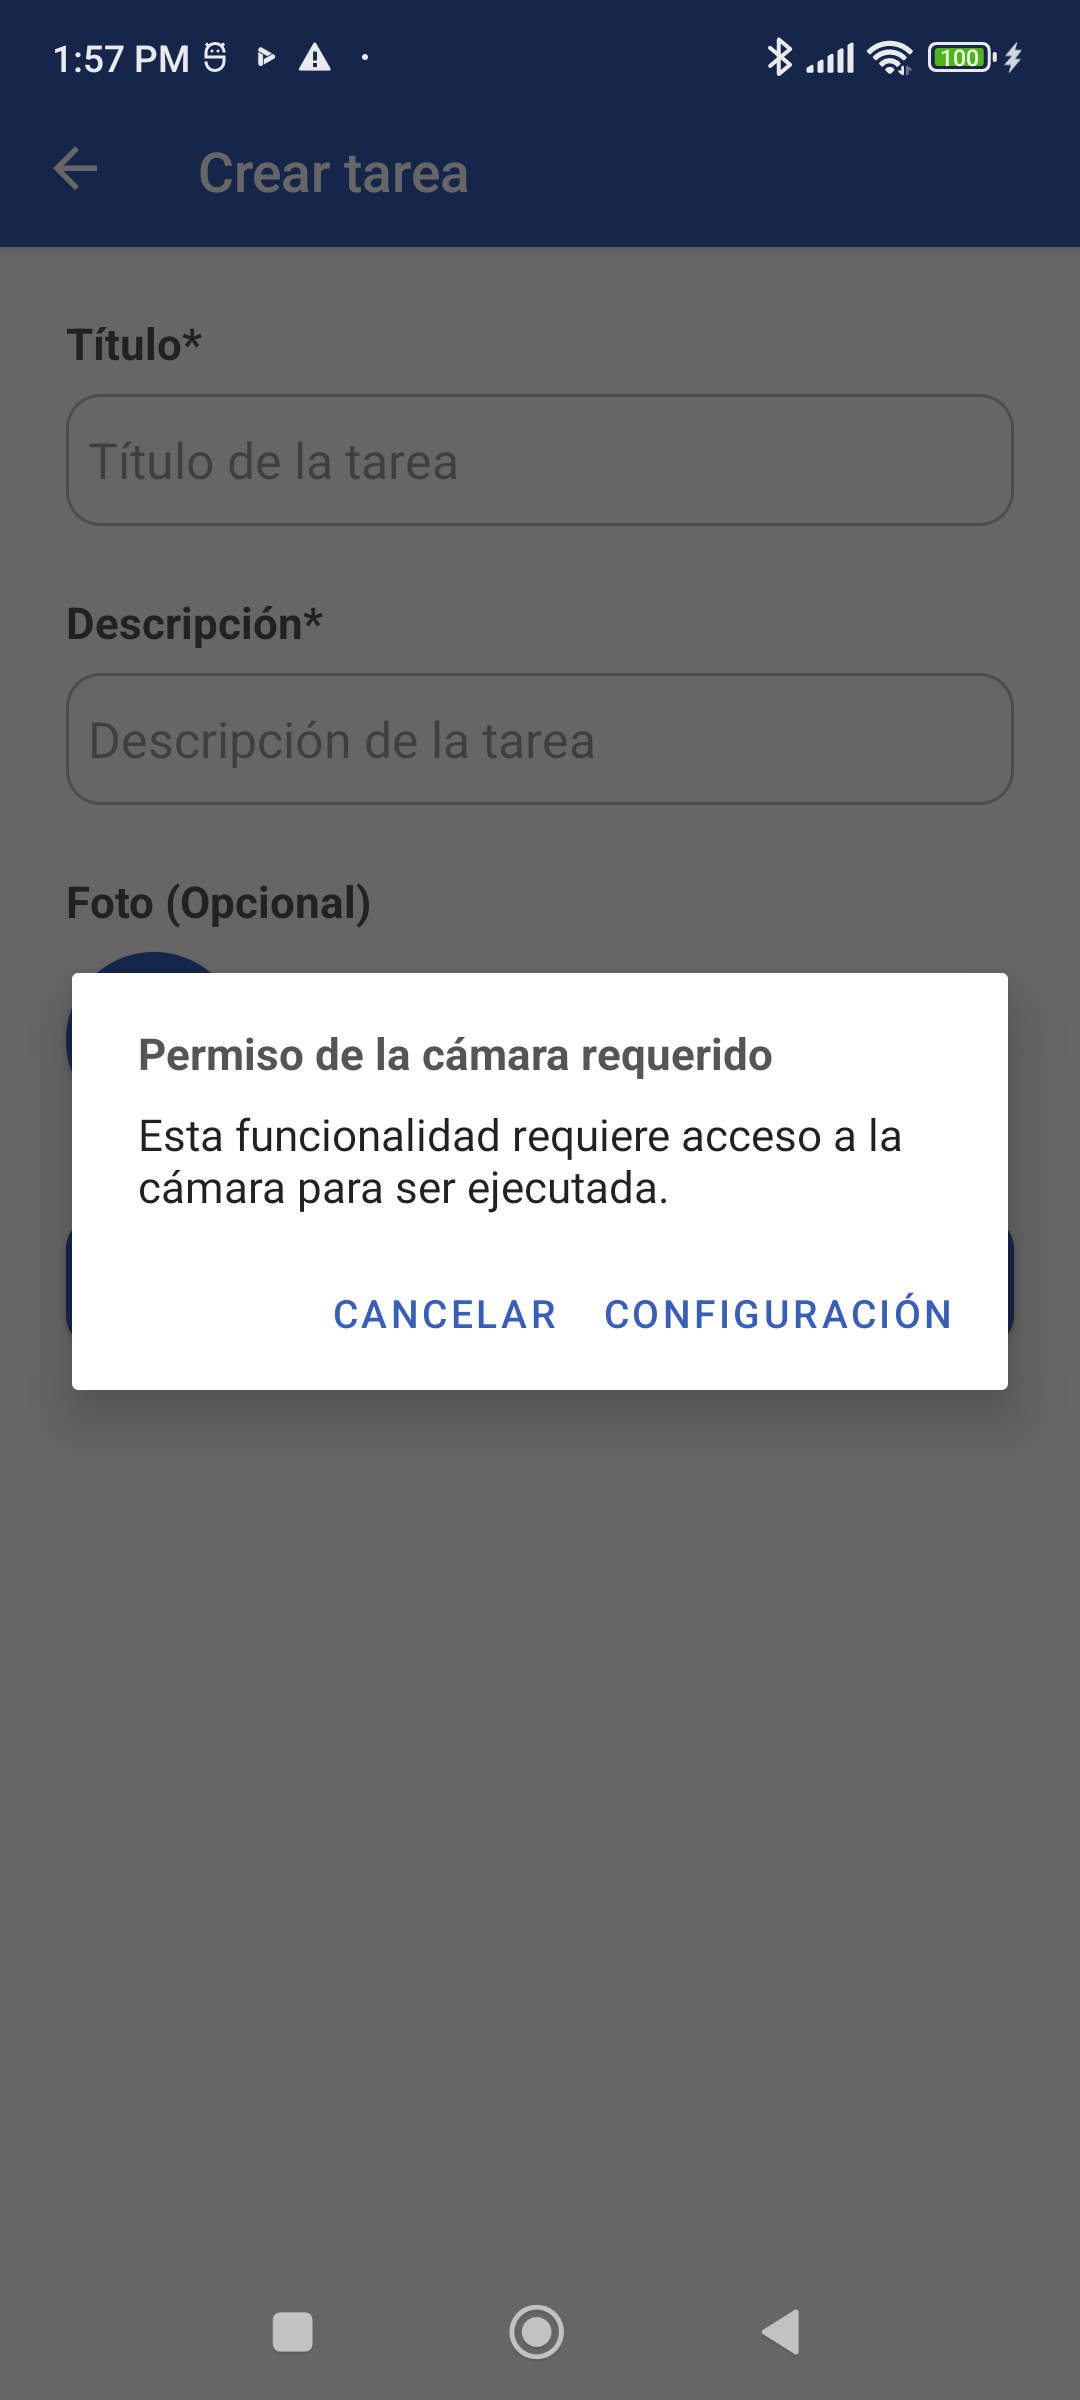 1:57 PM
100
Crear tarea
Título*
Título de la tarea
Descripción*
Descripción de la tarea
Foto (Opcional)
Permiso de la cámara requerido
Esta funcionalidad requiere acceso a la
cámara para ser ejecutada.
CANCELAR CONFIGURACIÓN